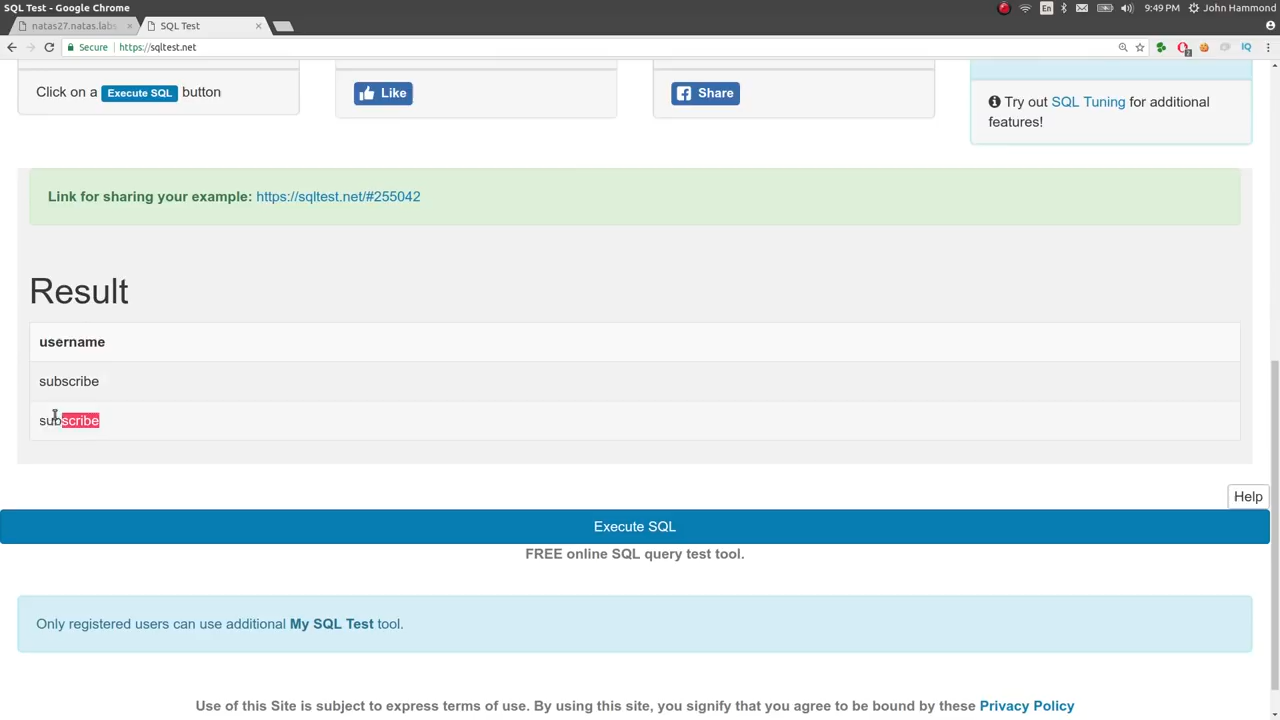 SQL Test - Google Chrome
En
9:49 PM
John Hammond
natas27.natas.labs
SQL Test
Secure
https://sqltest.net
Click on a Execute SQL button
Like
Share
Try out SQL Tuning for additional
features!
Link for sharing your example: https://sqltest.net/#255042
Result
username
subscribe
subscribe
Help
Execute SQL
FREE online SQL query test tool.
Only registered users can use additional My SQL Test tool.
Use of this Site is subject to express terms of use. By using this site, you signify that you agree to be bound by these Privacy Policy